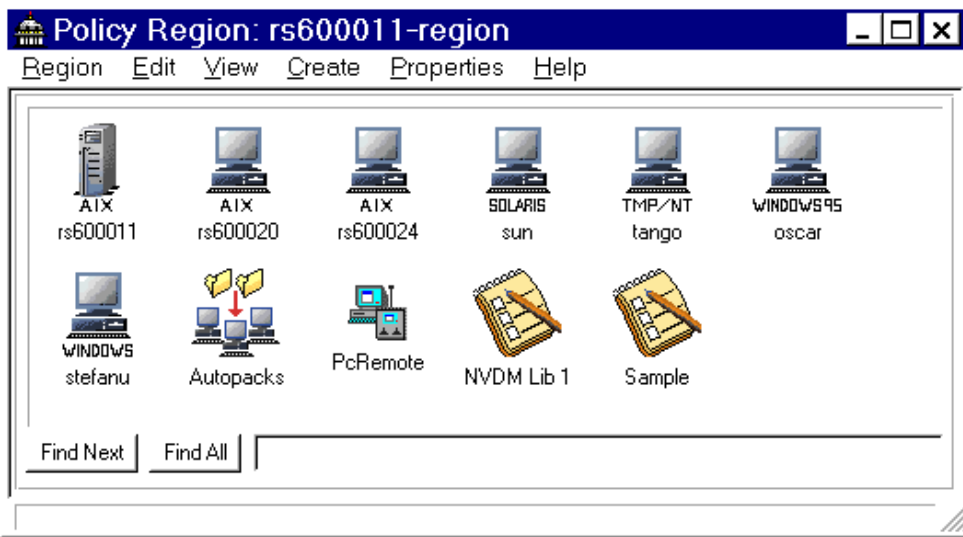 Policy Region: rs600011-region
Region Edit View Create Properties Help
AIX AIX AIX SOLARIS TMP/NT WINDOWS95
rs600011 rs600020 rs600024 sun tango oscar
WINDOWS
stefanu Autopacks PcRemote NVDM Lib 1 Sample
Find Next Find All